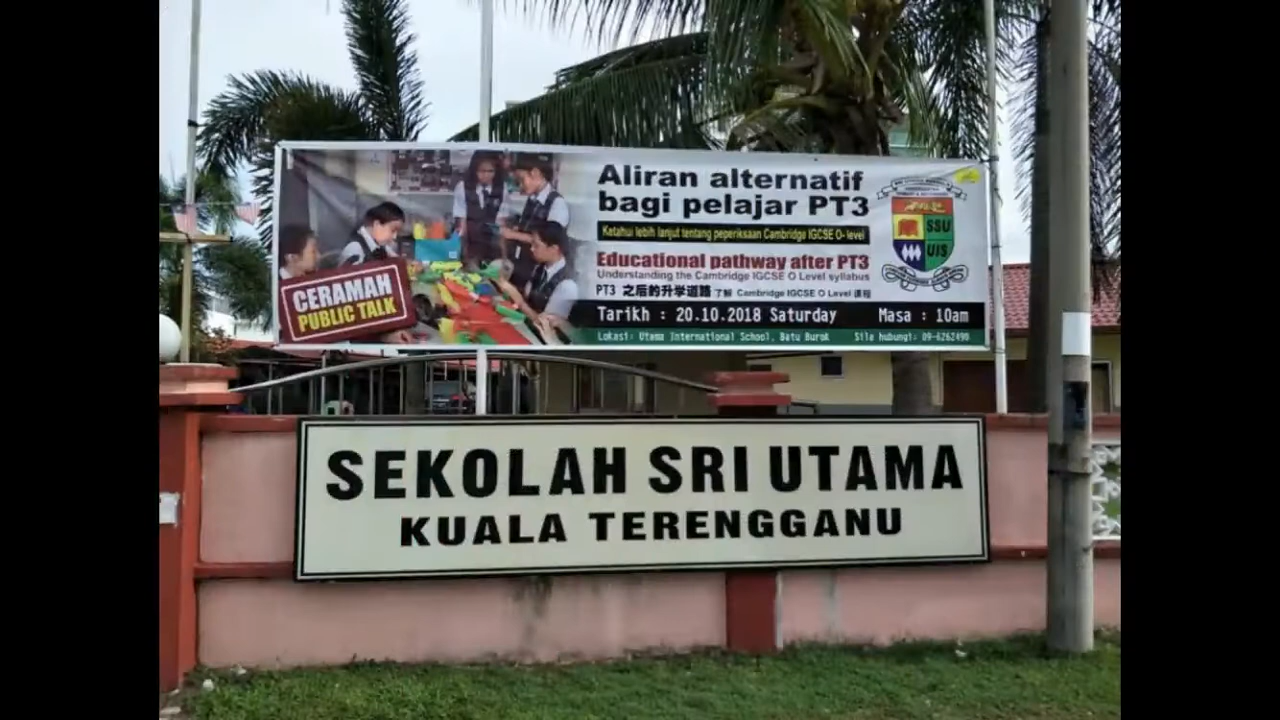 Aliran alternatif
bagi pelajar PT3
Ketahui lebih lanjut tentang peperiksaan Cambridge IGCSE O-level
Educational pathway after PT3
Understanding the Cambridge IGCSE O Level syllabus
PT3 之后的升学道路 了解 Cambridge IGCSE O Level 课程
CERAMAH
PUBLIC TALK
SSU
UIS
Tarikh : 20.10.2018 Saturday Masa : 10am
Lokasi: Utama International School, Batu Burok Sila hubungi: 09-6262490
SEKOLAH SRI UTAMA
KUALA TERENGGANU